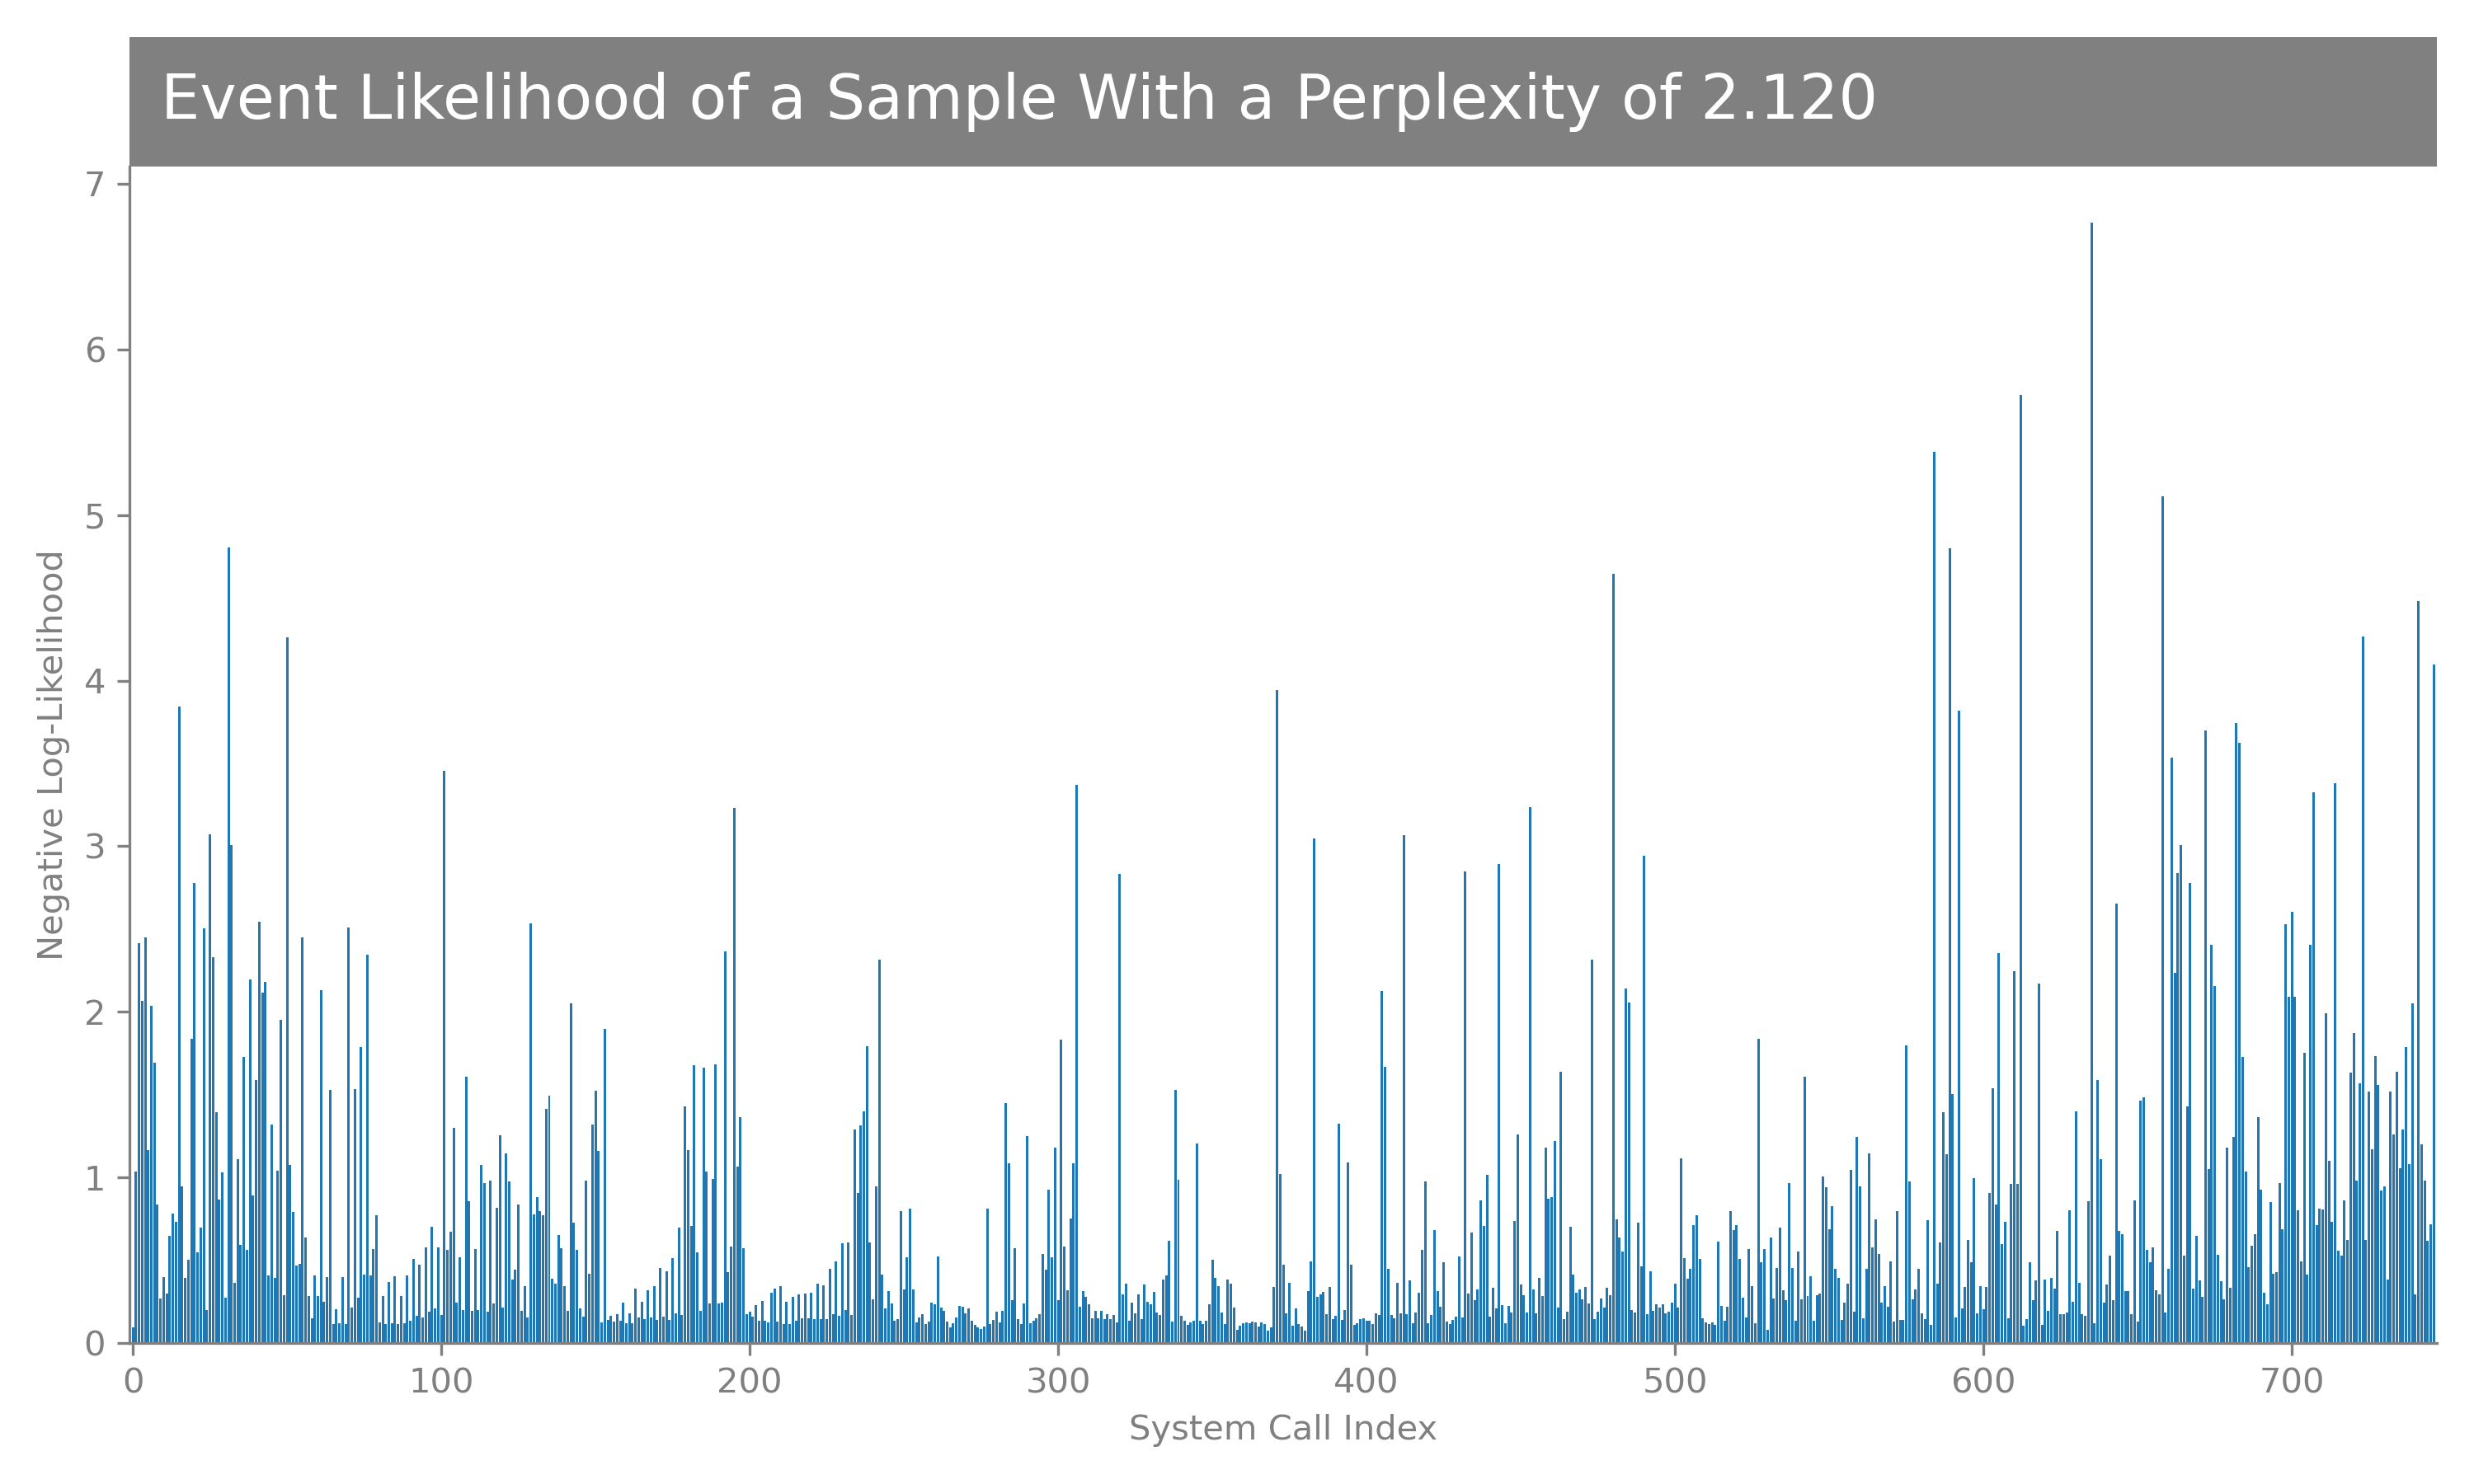 Event Likelihood of a Sample With a Perplexity of 2.120
7
6
5
4
3
2
1
0
Negative Log-Likelihood
0 100 200 300 400 500 600 700
System Call Index